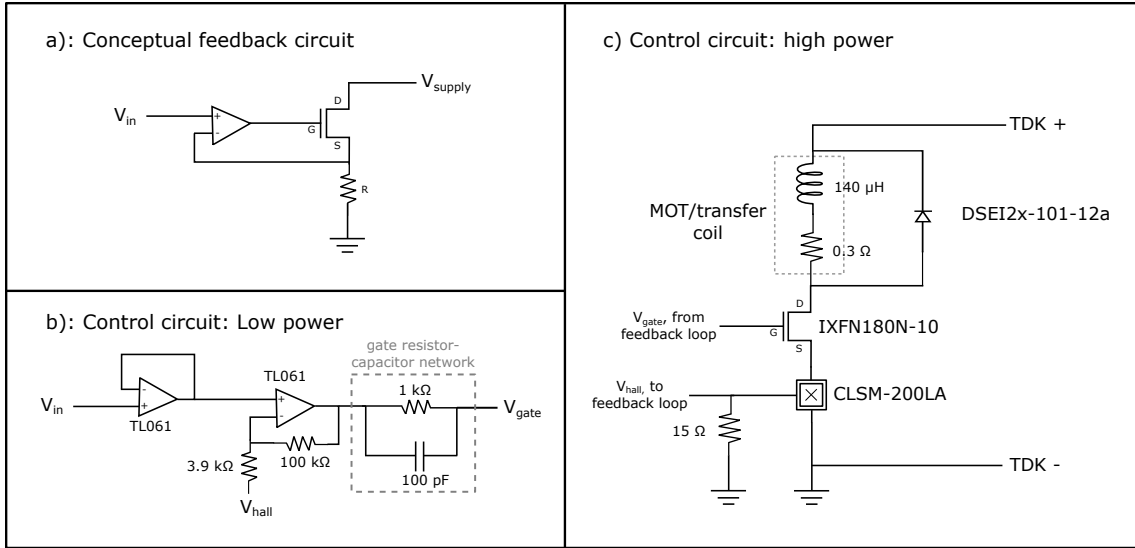 a): Conceptual feedback circuit
V_supply
V_in
+
-
D
G
S
R
b): Control circuit: Low power
gate resistor-
capacitor network
TL061
1 kΩ
-
+
V_in
TL061
+
-
V_gate
3.9 kΩ
100 kΩ
100 pF
V_hall
c) Control circuit: high power
TDK +
140 µH
MOT/transfer
coil
DSEI2x-101-12a
0.3 Ω
D
V_gate, from
feedback loop
G
IXFN180N-10
S
V_hall, to
feedback loop
CLSM-200LA
15 Ω
TDK -